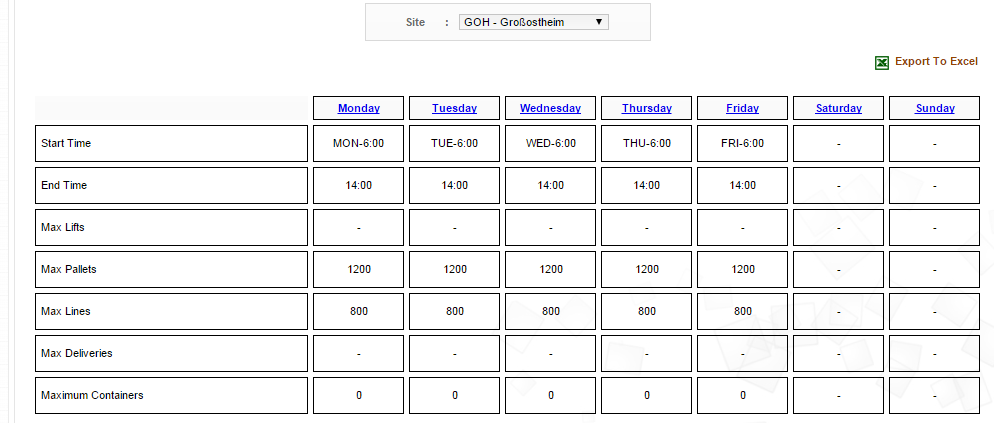 Site : GOH - Großostheim ▼
Export To Excel
Monday Tuesday Wednesday Thursday Friday Saturday Sunday
Start Time MON-6:00 TUE-6:00 WED-6:00 THU-6:00 FRI-6:00 - -
End Time 14:00 14:00 14:00 14:00 14:00 - -
Max Lifts - - - - - - -
Max Pallets 1200 1200 1200 1200 1200 - -
Max Lines 800 800 800 800 800 - -
Max Deliveries - - - - - - -
Maximum Containers 0 0 0 0 0 - -